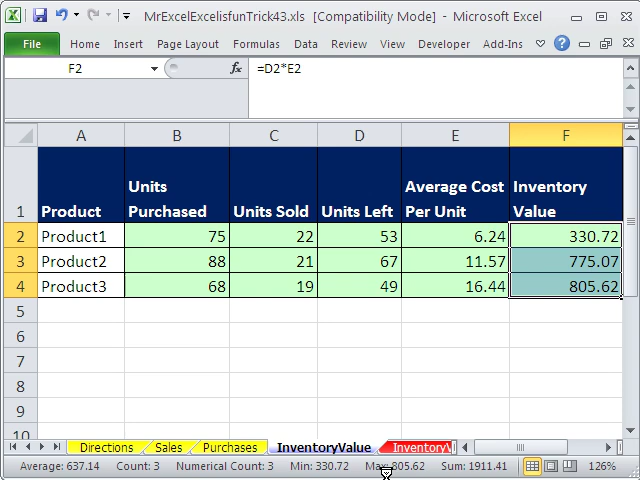 MrExcelExcelisfunTrick43.xls [Compatibility Mode] - Microsoft Excel
File Home Insert Page Layout Formulas Data Review View Developer Add-Ins
F2 fx =D2*E2
A B C D E F
1 Product Units Purchased Units Sold Units Left Average Cost Per Unit Inventory Value
2 Product1 75 22 53 6.24 330.72
3 Product2 88 21 67 11.57 775.07
4 Product3 68 19 49 16.44 805.62
5
6
7
8
9
10
Directions Sales Purchases InventoryValue InventoryV
Average: 637.14 Count: 3 Numerical Count: 3 Min: 330.72 Max: 805.62 Sum: 1911.41 126%